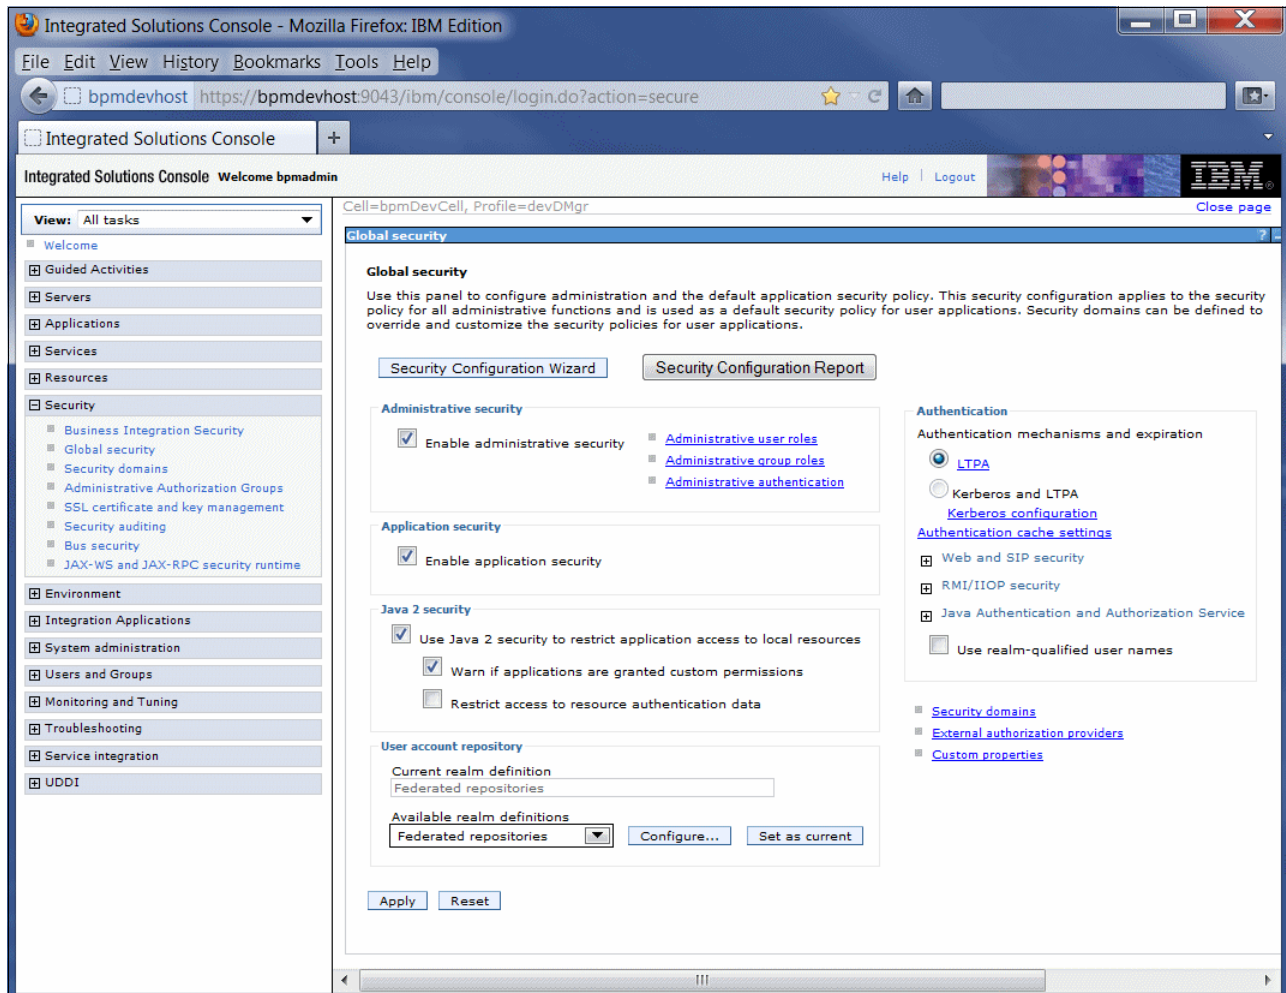 Integrated Solutions Console - Mozilla Firefox: IBM Edition
File Edit View History Bookmarks Tools Help
bpmdevhost https://bpmdevhost:9043/ibm/console/login.do?action=secure
Integrated Solutions Console +
Integrated Solutions Console Welcome bpmadmin Help | Logout IBM®
View: All tasks
Welcome
Guided Activities
Servers
Applications
Services
Resources
Security
Business Integration Security
Global security
Security domains
Administrative Authorization Groups
SSL certificate and key management
Security auditing
Bus security
JAX-WS and JAX-RPC security runtime
Environment
Integration Applications
System administration
Users and Groups
Monitoring and Tuning
Troubleshooting
Service integration
UDDI
Cell=bpmDevCell, Profile=devDMgr
Close page
Global security ? -
Global security
Use this panel to configure administration and the default application security policy. This security configuration applies to the security
policy for all administrative functions and is used as a default security policy for user applications. Security domains can be defined to
override and customize the security policies for user applications.
Security Configuration Wizard Security Configuration Report
Administrative security
Enable administrative security
Administrative user roles
Administrative group roles
Administrative authentication
Application security
Enable application security
Java 2 security
Use Java 2 security to restrict application access to local resources
Warn if applications are granted custom permissions
Restrict access to resource authentication data
User account repository
Current realm definition
Federated repositories
Available realm definitions
Federated repositories Configure... Set as current
Apply Reset
Authentication
Authentication mechanisms and expiration
LTPA
Kerberos and LTPA
Kerberos configuration
Authentication cache settings
Web and SIP security
RMI/IIOP security
Java Authentication and Authorization Service
Use realm-qualified user names
Security domains
External authorization providers
Custom properties